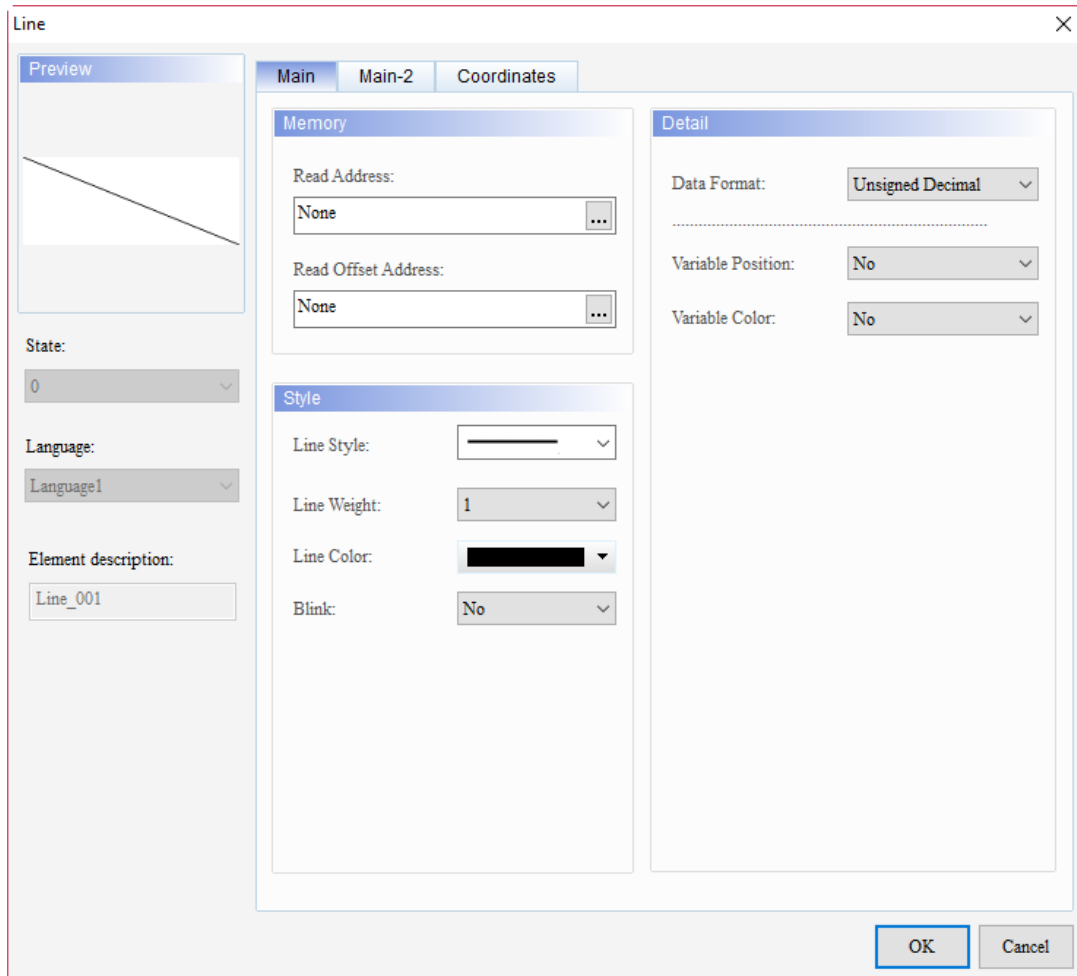 Line
Preview
State:
0
Language:
Language1
Element description:
Line_001
Main Main-2 Coordinates
Memory
Read Address:
None ...
Read Offset Address:
None ...
Style
Line Style:
Line Weight: 1
Line Color:
Blink: No
Detail
Data Format: Unsigned Decimal
Variable Position: No
Variable Color: No
OK Cancel